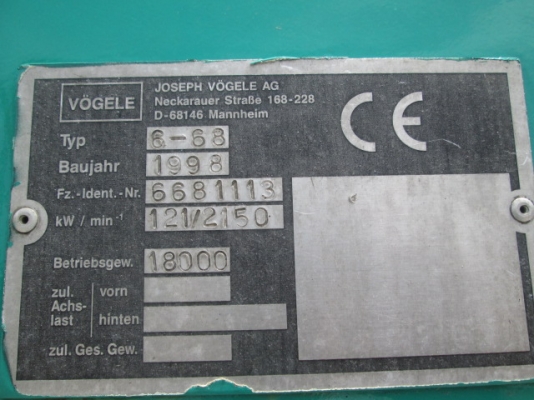 VÖGELE
JOSEPH VÖGELE AG
Neckarauer Straße 168-228
D-68146 Mannheim
CE
Typ 6-68
Baujahr 1998
Fz.-Ident.-Nr. 6681113
kW / min⁻¹ 121/2150
Betriebsgew. 18000
zul. Achs-last
vorn
hinten
zul. Ges. Gew.